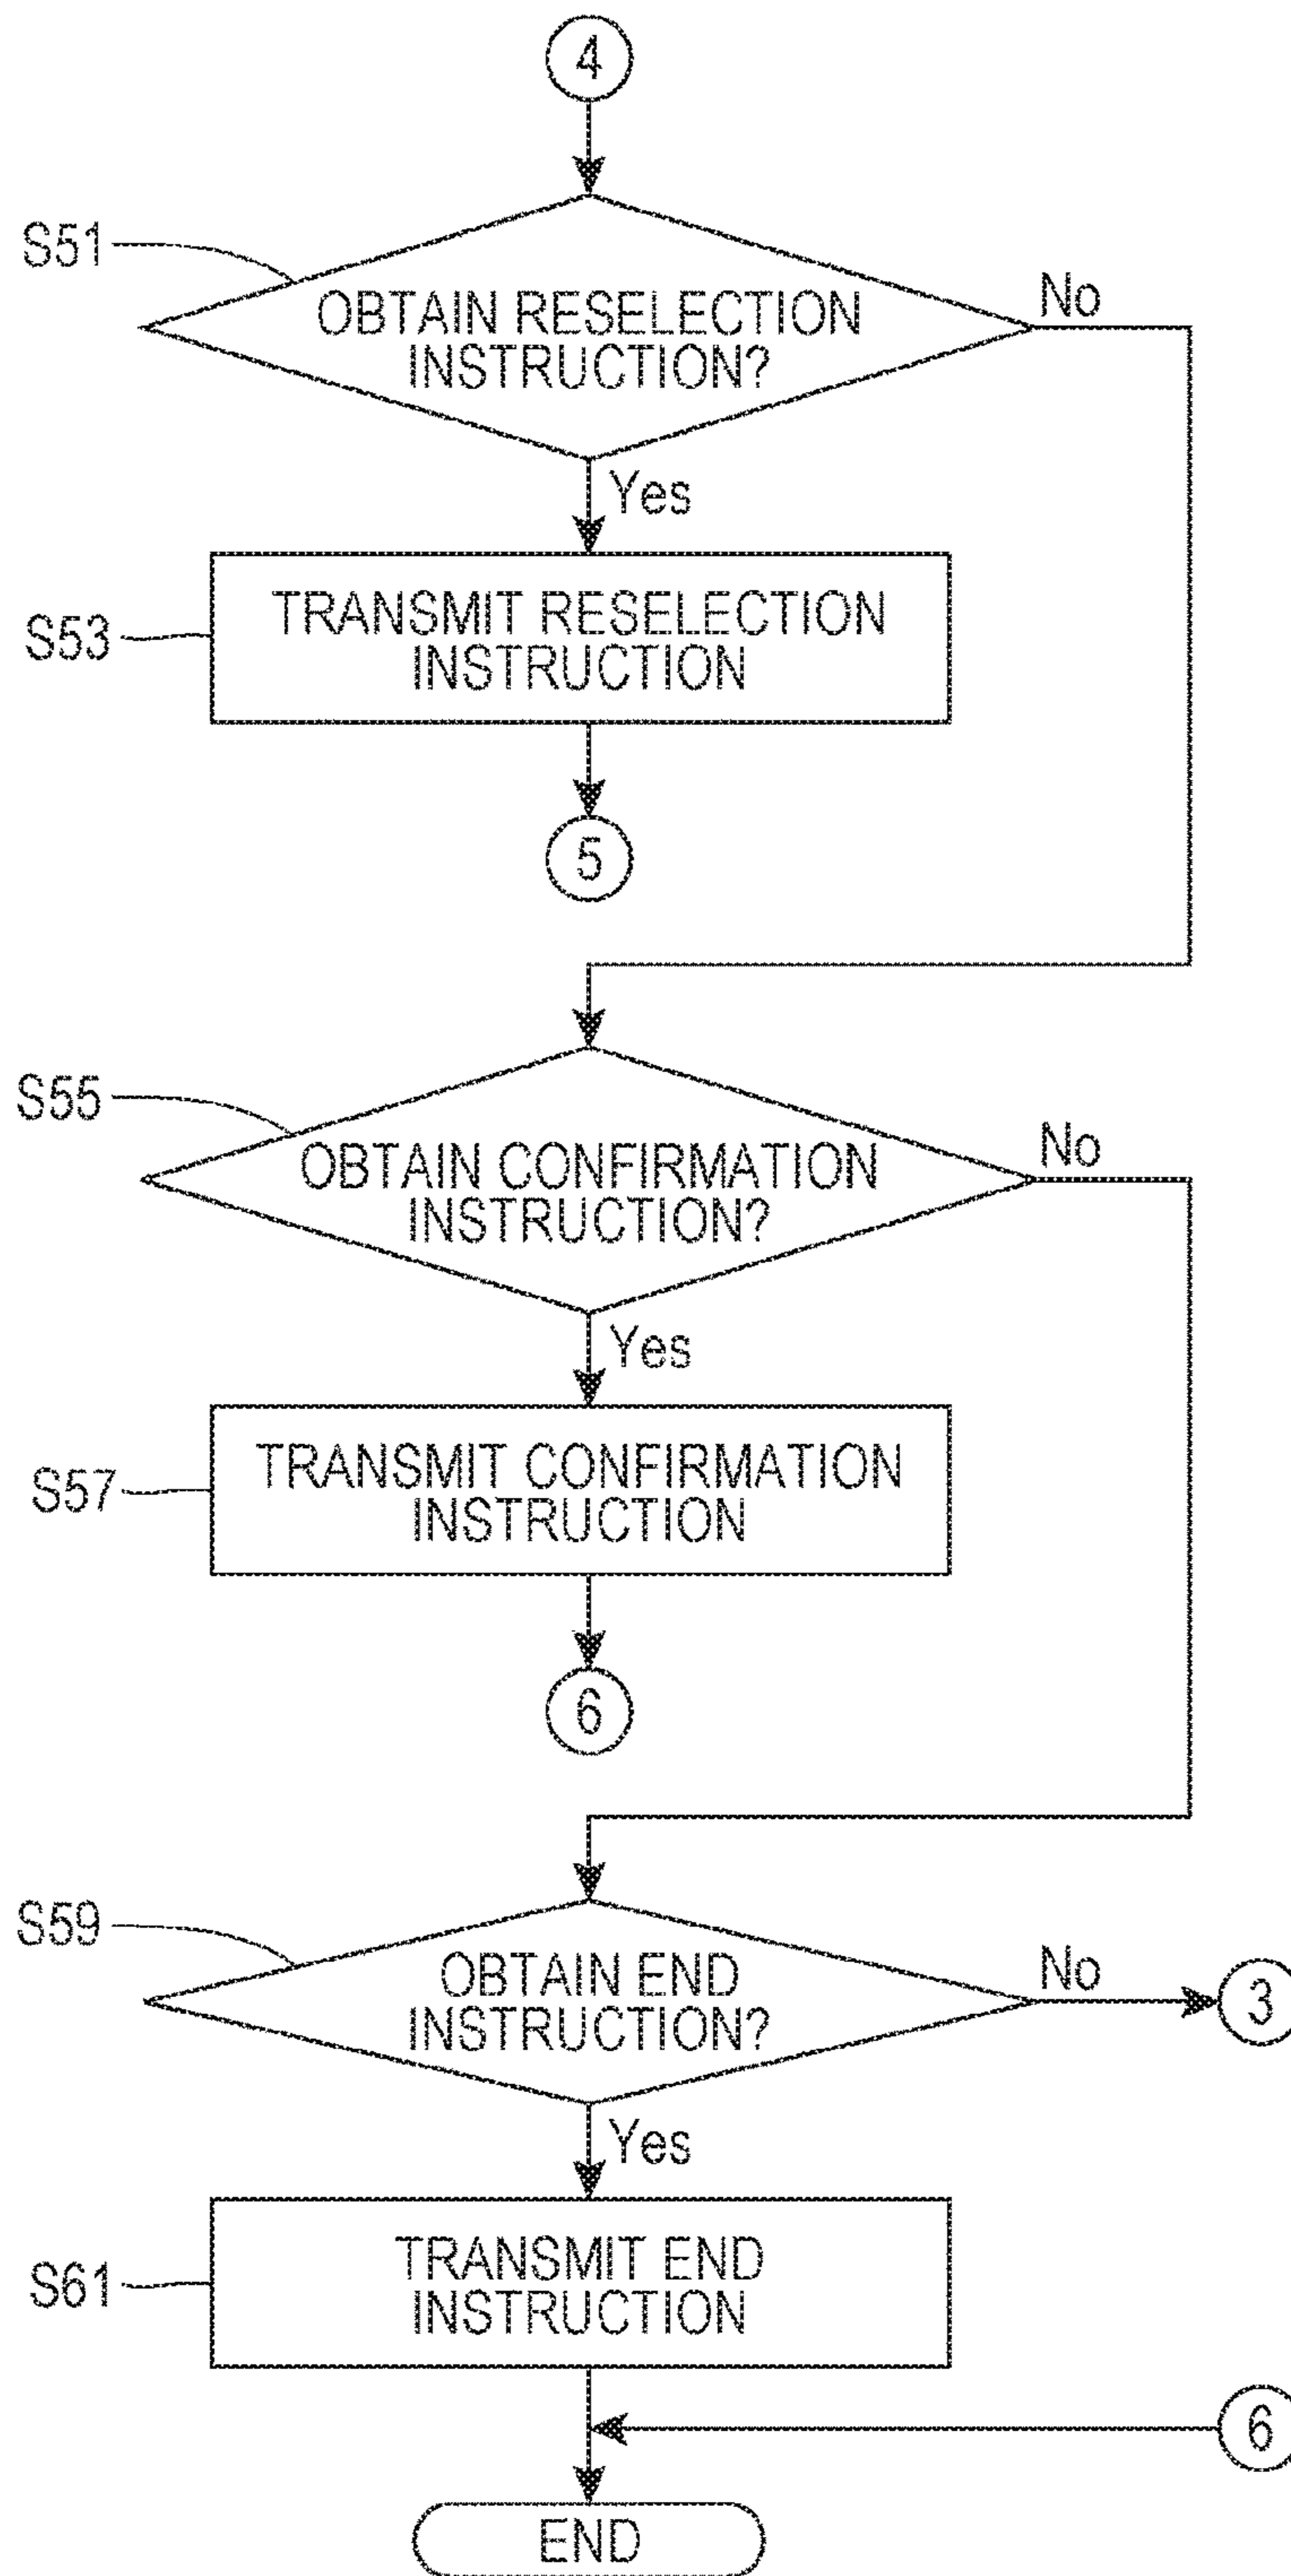 4
S51
OBTAIN RESELECTION
INSTRUCTION?
No
Yes
S53
TRANSMIT RESELECTION
INSTRUCTION
5
S55
OBTAIN CONFIRMATION
INSTRUCTION?
No
Yes
S57
TRANSMIT CONFIRMATION
INSTRUCTION
6
S59
OBTAIN END
INSTRUCTION?
No
3
Yes
S61
TRANSMIT END
INSTRUCTION
6
END